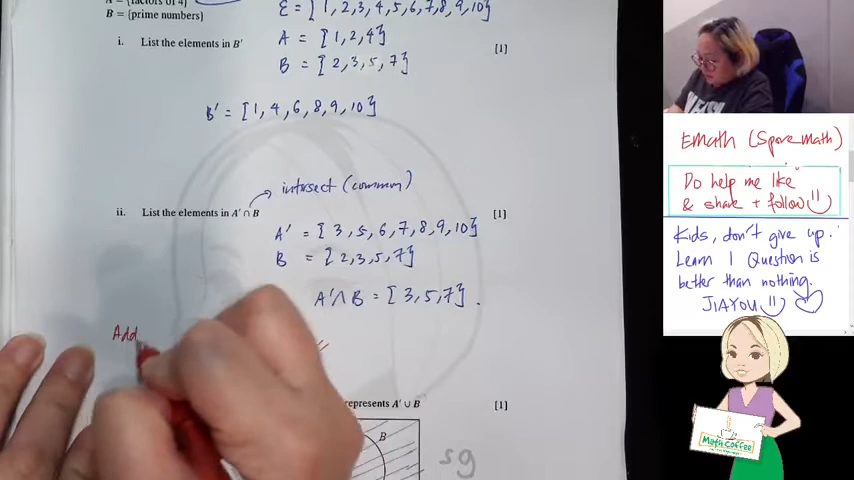 A = {factors of 4}
B = {prime numbers}
ε = [1,2,3,4,5,6,7,8,9,10}
i. List the elements in B'
[1]
A = [1,2,4}
B = [2,3,5,7}
B' = [1,4,6,8,9,10}
intersect (common)
ii. List the elements in A' ∩ B
[1]
A' = [3,5,6,7,8,9,10}
B = [2,3,5,7}
A'∩B = [3,5,7}.
Add
represents A' ∪ B
[1]
B
sg
EMath (Spore math)
Do help me like
& share + follow
Kids, don't give up.
Learn 1 Question is
better than nothing.
JIAYOU
Math Coffee